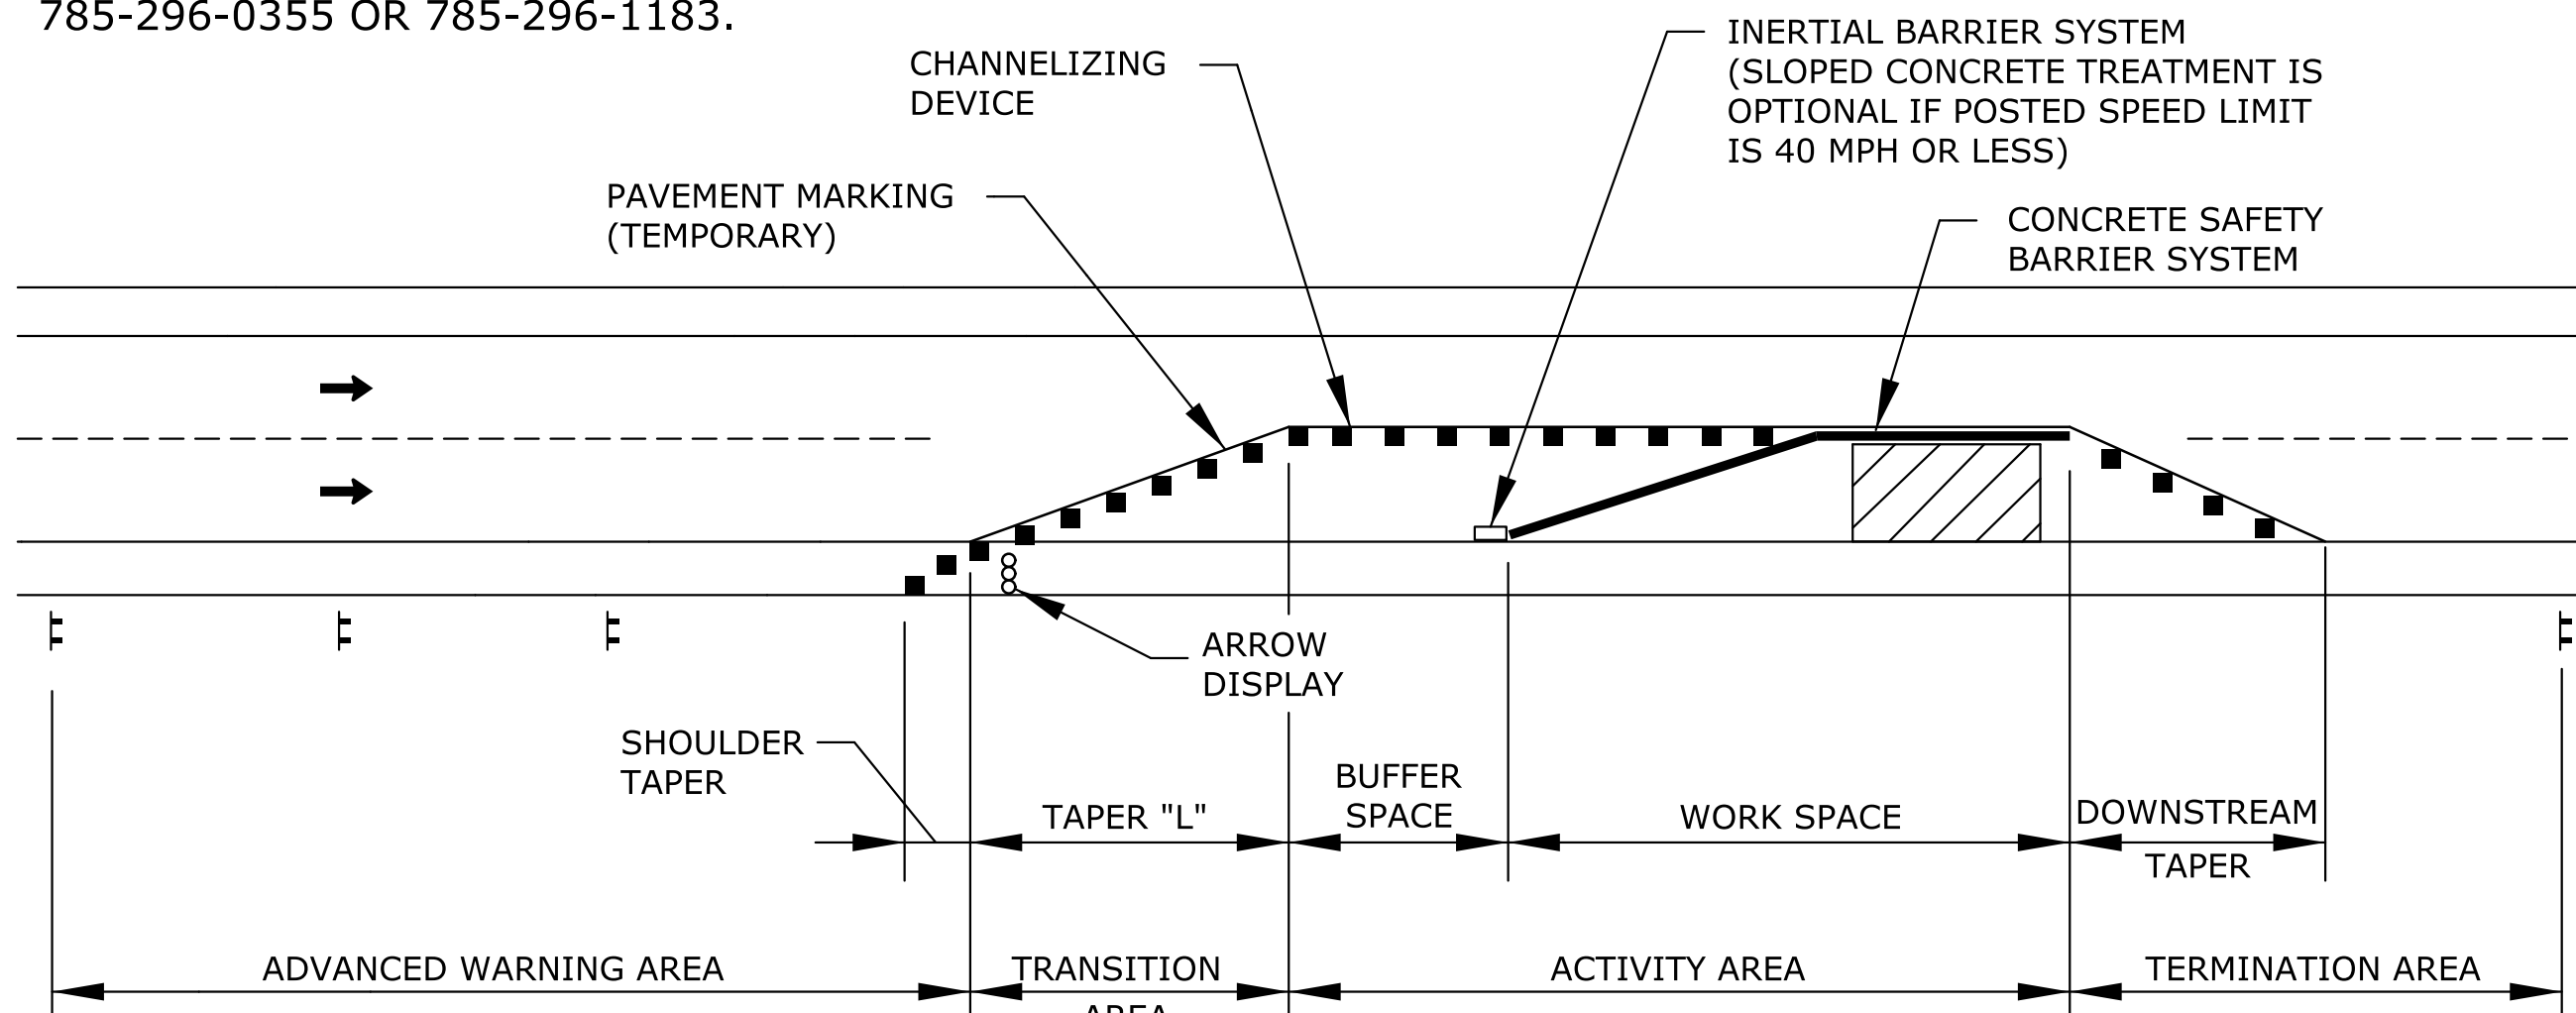 785-296-0355 OR 785-296-1183.
CHANNELIZING
DEVICE
INERTIAL BARRIER SYSTEM
(SLOPED CONCRETE TREATMENT IS
OPTIONAL IF POSTED SPEED LIMIT
IS 40 MPH OR LESS)
PAVEMENT MARKING
(TEMPORARY)
CONCRETE SAFETY
BARRIER SYSTEM
ARROW
DISPLAY
SHOULDER
TAPER
TAPER "L"
BUFFER
SPACE
WORK SPACE
DOWNSTREAM
TAPER
ADVANCED WARNING AREA
TRANSITION
AREA
ACTIVITY AREA
TERMINATION AREA